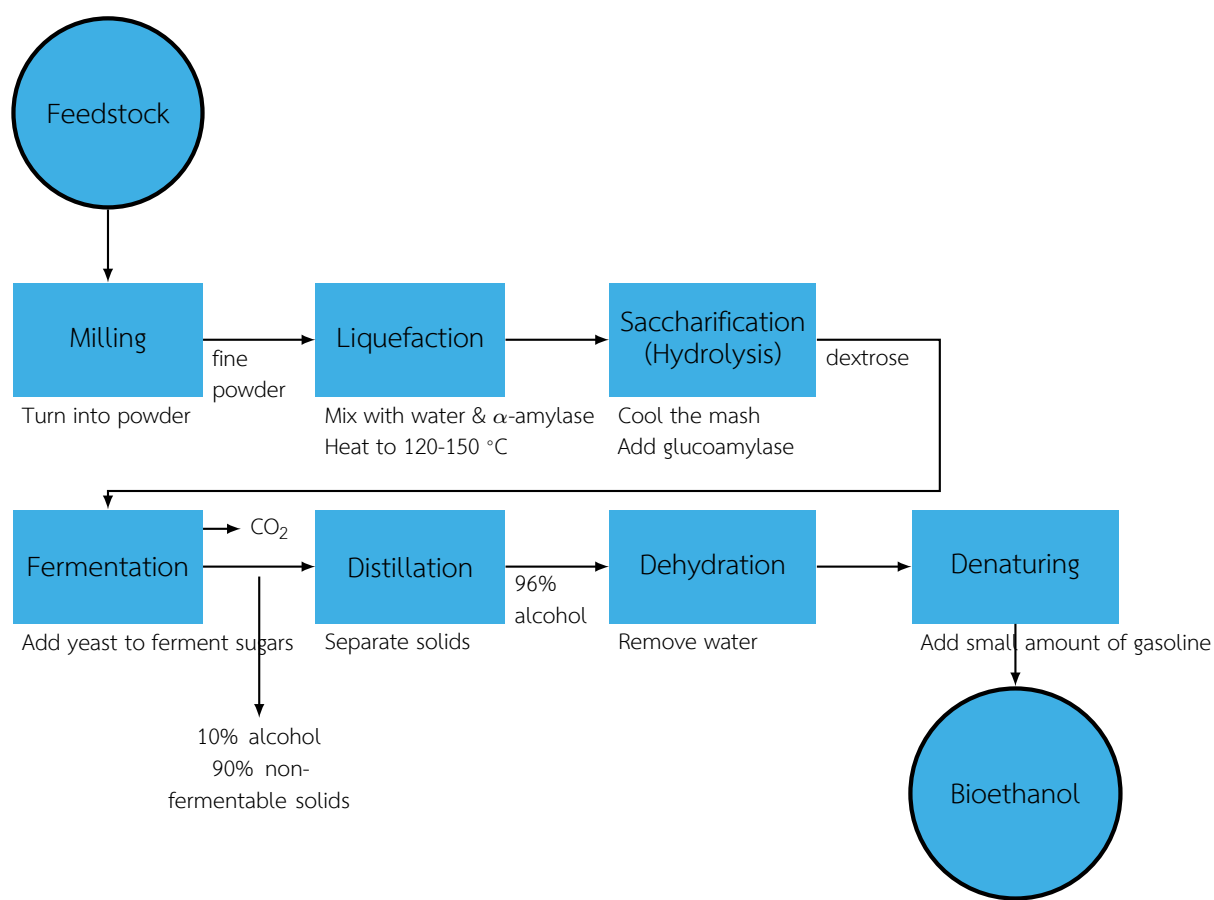 Feedstock
Milling
fine
powder
Turn into powder
Liquefaction
Mix with water & α-amylase
Heat to 120-150 °C
Saccharification
(Hydrolysis)
dextrose
Cool the mash
Add glucoamylase
Fermentation
CO₂
Add yeast to ferment sugars
10% alcohol
90% non-
fermentable solids
Distillation
96%
alcohol
Separate solids
Dehydration
Remove water
Denaturing
Add small amount of gasoline
Bioethanol